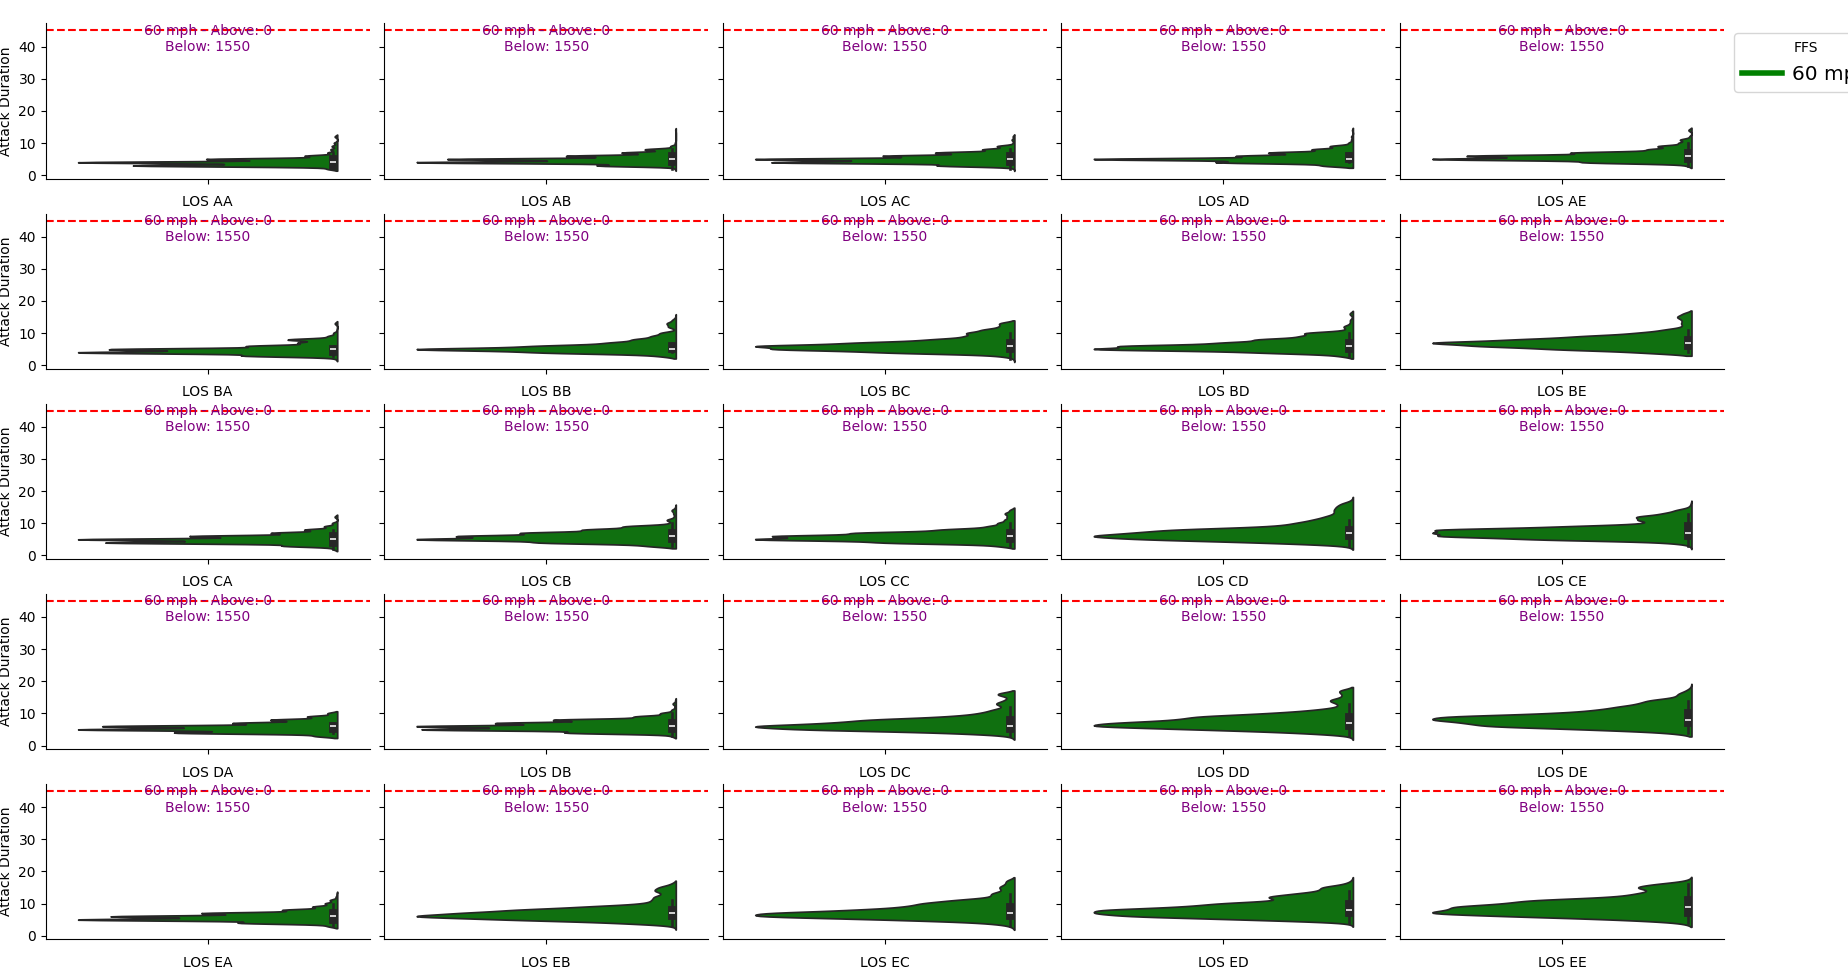 60 mph - Above: 0
Below: 1550
60 mph - Above: 0
Below: 1550
60 mph - Above: 0
Below: 1550
60 mph - Above: 0
Below: 1550
60 mph - Above: 0
Below: 1550
FFS
60 mp
Attack Duration
40
30
20
10
0
LOS AA
LOS AB
LOS AC
LOS AD
LOS AE
60 mph - Above: 0
Below: 1550
60 mph - Above: 0
Below: 1550
60 mph - Above: 0
Below: 1550
60 mph - Above: 0
Below: 1550
60 mph - Above: 0
Below: 1550
Attack Duration
40
30
20
10
0
LOS BA
LOS BB
LOS BC
LOS BD
LOS BE
60 mph - Above: 0
Below: 1550
60 mph - Above: 0
Below: 1550
60 mph - Above: 0
Below: 1550
60 mph - Above: 0
Below: 1550
60 mph - Above: 0
Below: 1550
Attack Duration
40
30
20
10
0
LOS CA
LOS CB
LOS CC
LOS CD
LOS CE
60 mph - Above: 0
Below: 1550
60 mph - Above: 0
Below: 1550
60 mph - Above: 0
Below: 1550
60 mph - Above: 0
Below: 1550
60 mph - Above: 0
Below: 1550
Attack Duration
40
30
20
10
0
LOS DA
LOS DB
LOS DC
LOS DD
LOS DE
60 mph - Above: 0
Below: 1550
60 mph - Above: 0
Below: 1550
60 mph - Above: 0
Below: 1550
60 mph - Above: 0
Below: 1550
60 mph - Above: 0
Below: 1550
Attack Duration
40
30
20
10
0
LOS EA
LOS EB
LOS EC
LOS ED
LOS EE